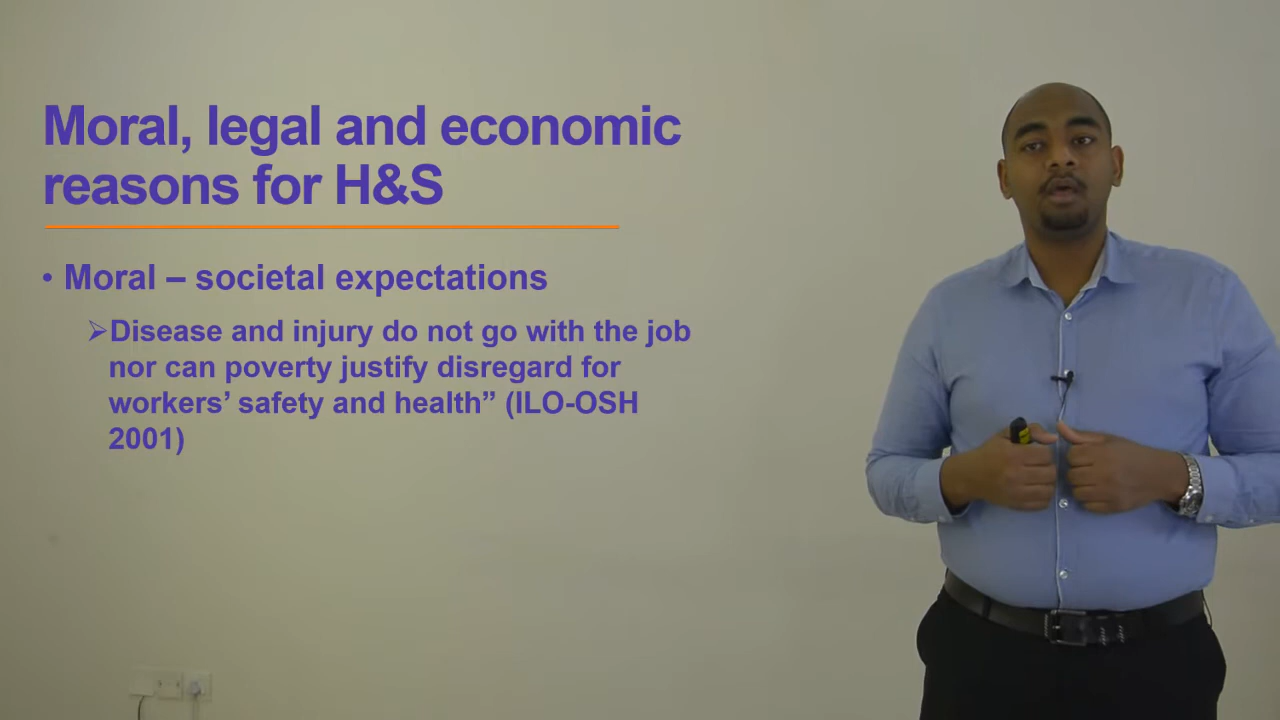 Moral, legal and economic
reasons for H&S
• Moral – societal expectations
➢Disease and injury do not go with the job
nor can poverty justify disregard for
workers’ safety and health” (ILO-OSH
2001)